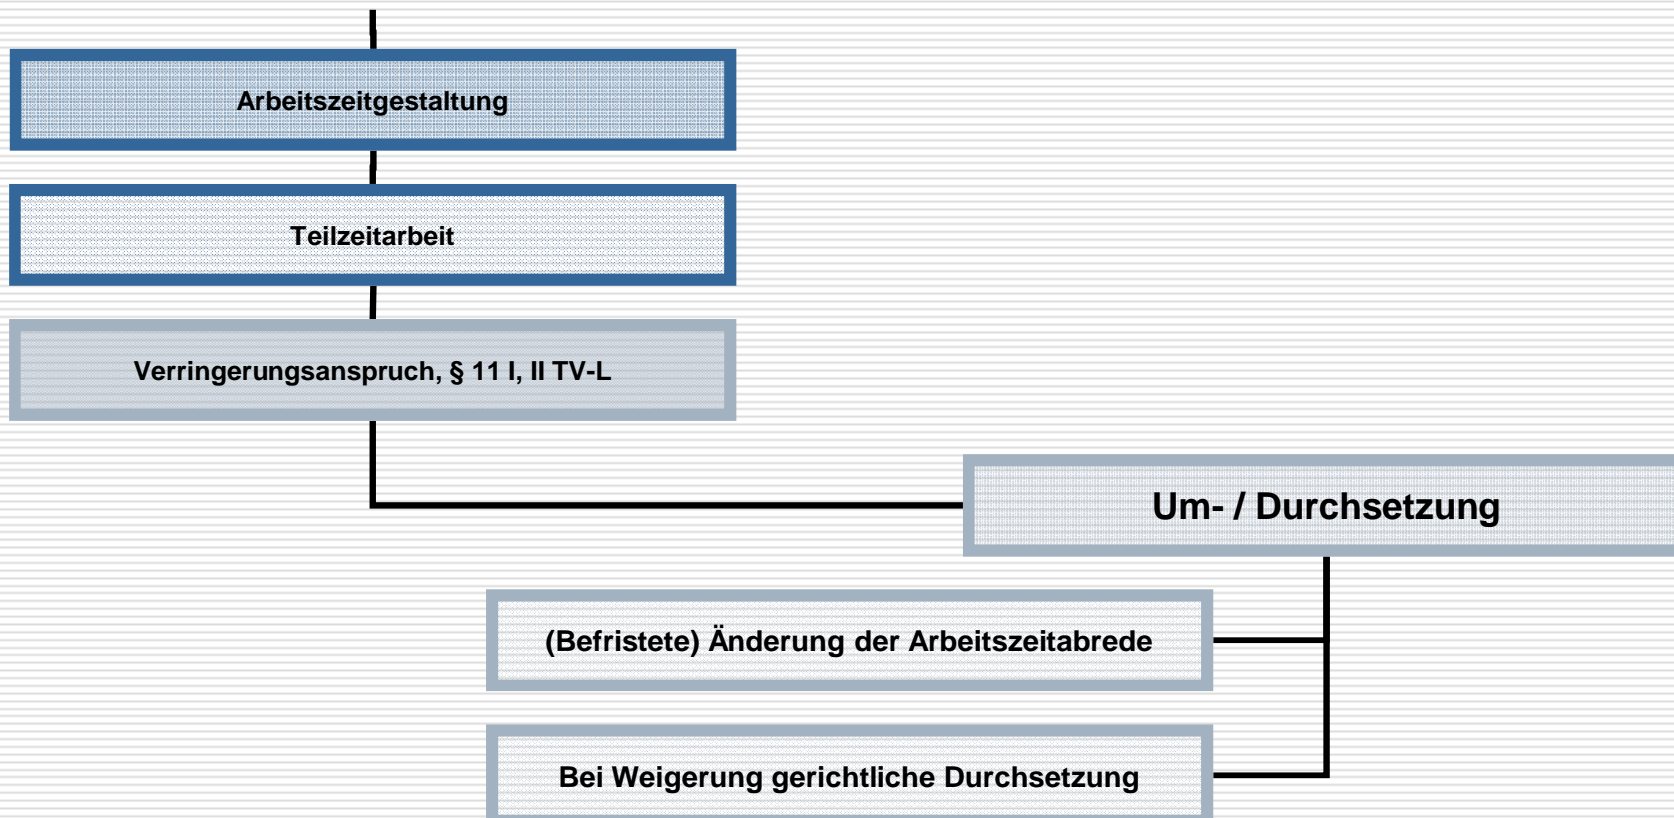 Arbeitszeitgestaltung
Teilzeitarbeit
Verringerungsanspruch, § 11 I, II TV-L
Um- / Durchsetzung
(Befristete) Änderung der Arbeitszeitabrede
Bei Weigerung gerichtliche Durchsetzung